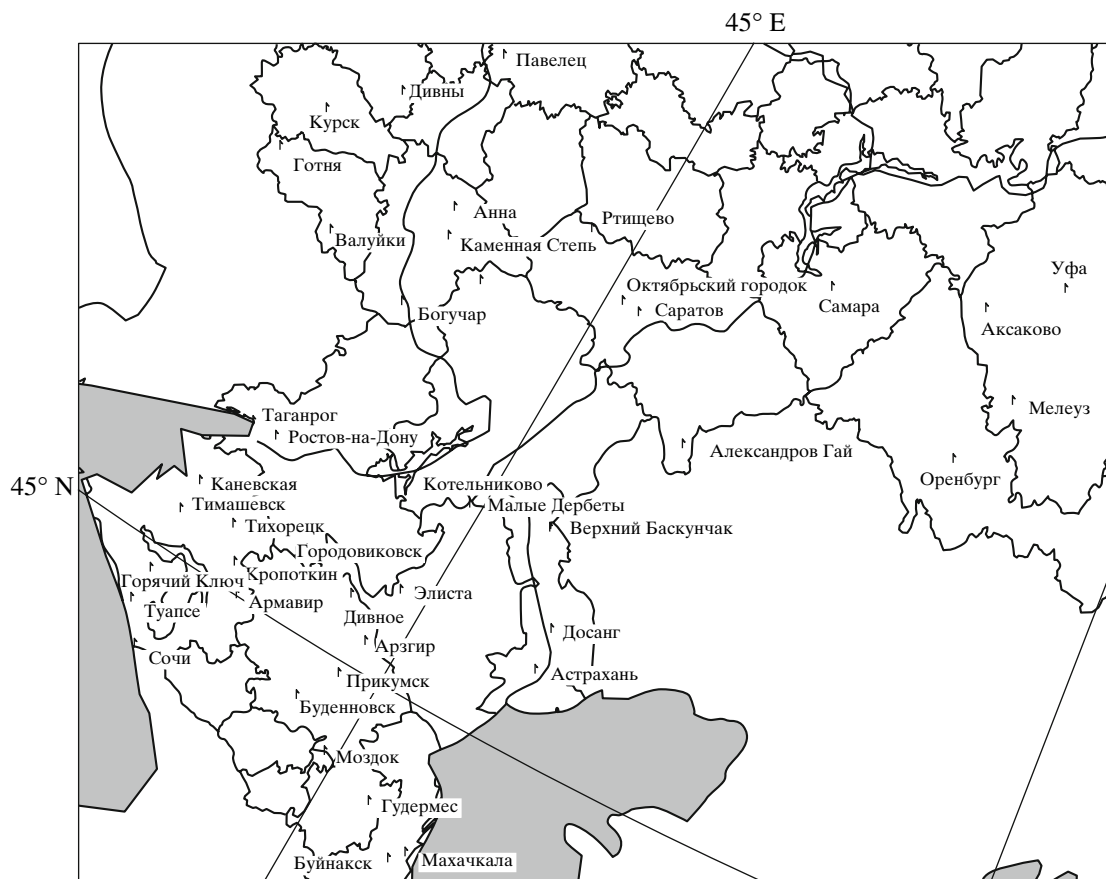 45° E
Павелец
Дивны
Курск
Готня
Анна
Ртищево
Валуйки
Каменная Степь
Уфа
Октябрьский городок
Самара
Богучар
Саратов
Аксаково
Мелеуз
Таганрог
Ростов-на-Дону
Александров Гай
Оренбург
45° N
Каневская
Котельниково
Тимашевск
Малые Дербеты
Тихорецк
Верхний Баскунчак
Городовиковск
Кропоткин
Горячий Ключ
Элиста
Армавир
Туапсе
Дивное
Досанг
Арзгир
Сочи
Астрахань
Прикумск
Буденновск
Моздок
Гудермес
Буйнакск
Махачкала